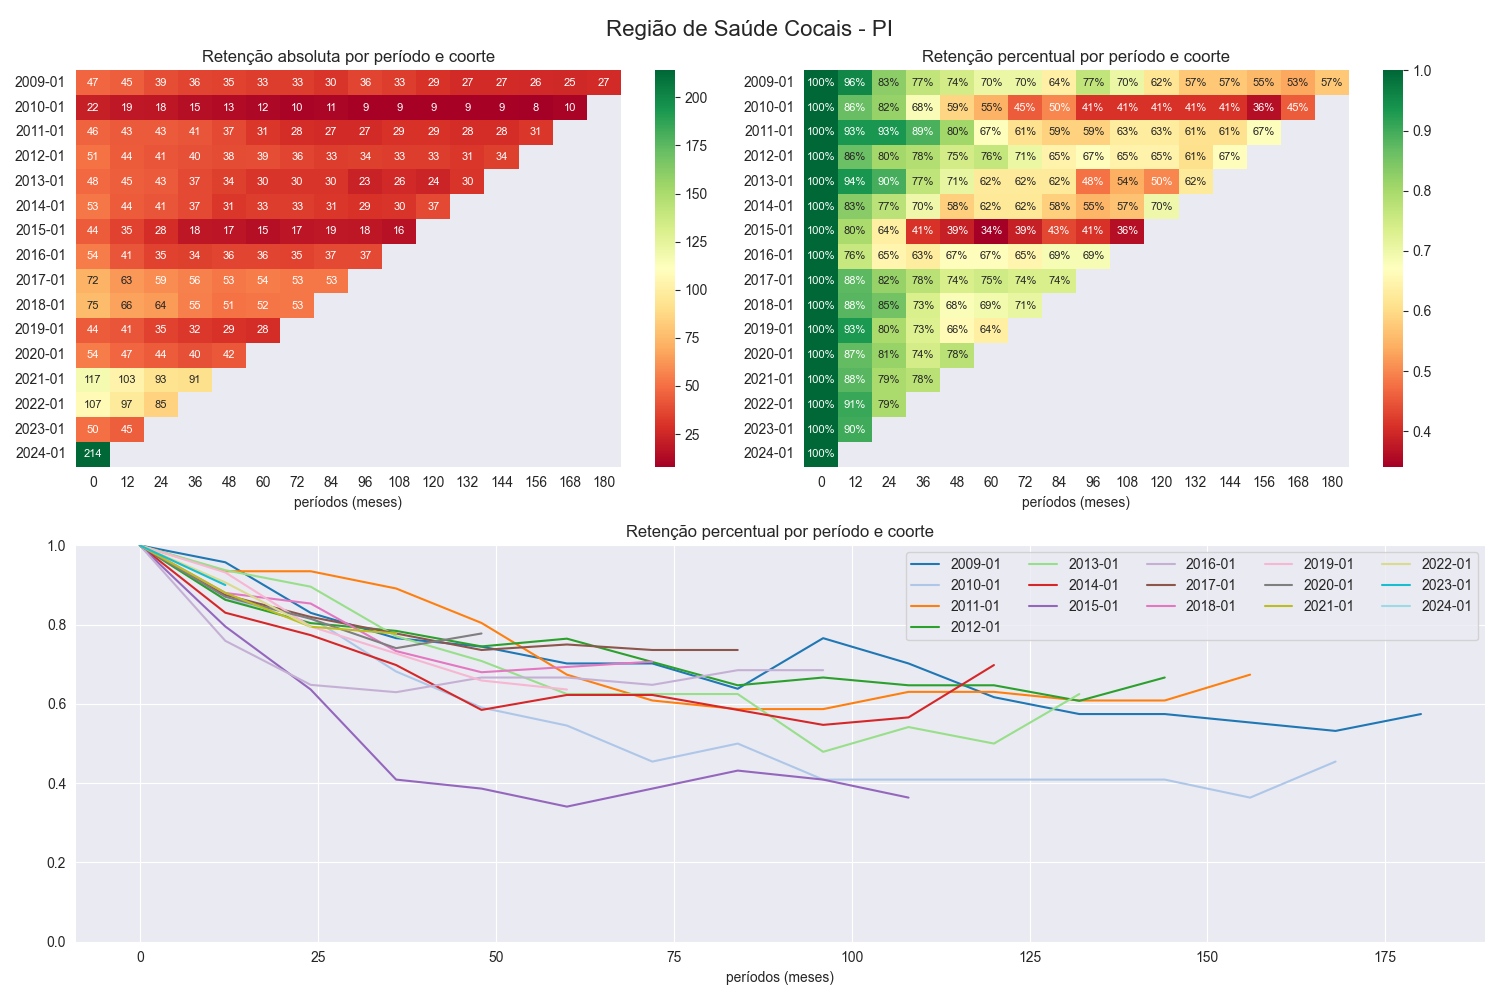 Região de Saúde Cocais - PI
Retenção absoluta por período e coorte
2009-01 47 45 39 36 35 33 33 30 36 33 29 27 27 26 25 27
2010-01 22 19 18 15 13 12 10 11 9 9 9 9 9 8 10
2011-01 46 43 43 41 37 31 28 27 27 29 29 28 28 31
2012-01 51 44 41 40 38 39 36 33 34 33 33 31 34
2013-01 48 45 43 37 34 30 30 30 23 26 24 30
2014-01 53 44 41 37 31 33 33 31 29 30 37
2015-01 44 35 28 18 17 15 17 19 18 16
2016-01 54 41 35 34 36 36 35 37 37
2017-01 72 63 59 56 53 54 53 53
2018-01 75 66 64 55 51 52 53
2019-01 44 41 35 32 29 28
2020-01 54 47 44 40 42
2021-01 117 103 93 91
2022-01 107 97 85
2023-01 50 45
2024-01 214
0 12 24 36 48 60 72 84 96 108 120 132 144 156 168 180
períodos (meses)
200
175
150
125
100
75
50
25
Retenção percentual por período e coorte
2009-01 100% 96% 83% 77% 74% 70% 70% 64% 77% 70% 62% 57% 57% 55% 53% 57%
2010-01 100% 86% 82% 68% 59% 55% 45% 50% 41% 41% 41% 41% 41% 36% 45%
2011-01 100% 93% 93% 89% 80% 67% 61% 59% 59% 63% 63% 61% 61% 67%
2012-01 100% 86% 80% 78% 75% 76% 71% 65% 67% 65% 65% 61% 67%
2013-01 100% 94% 90% 77% 71% 62% 62% 62% 48% 54% 50% 62%
2014-01 100% 83% 77% 70% 58% 62% 62% 58% 55% 57% 70%
2015-01 100% 80% 64% 41% 39% 34% 39% 43% 41% 36%
2016-01 100% 76% 65% 63% 67% 67% 65% 69% 69%
2017-01 100% 88% 82% 78% 74% 75% 74% 74%
2018-01 100% 88% 85% 73% 68% 69% 71%
2019-01 100% 93% 80% 73% 66% 64%
2020-01 100% 87% 81% 74% 78%
2021-01 100% 88% 79% 78%
2022-01 100% 91% 79%
2023-01 100% 90%
2024-01 100%
0 12 24 36 48 60 72 84 96 108 120 132 144 156 168 180
períodos (meses)
1.0
0.9
0.8
0.7
0.6
0.5
0.4
Retenção percentual por período e coorte
1.0
0.8
0.6
0.4
0.2
0.0
2009-01 2013-01 2016-01 2019-01 2022-01
2010-01 2014-01 2017-01 2020-01 2023-01
2011-01 2015-01 2018-01 2021-01 2024-01
2012-01
0 25 50 75 100 125 150 175
períodos (meses)